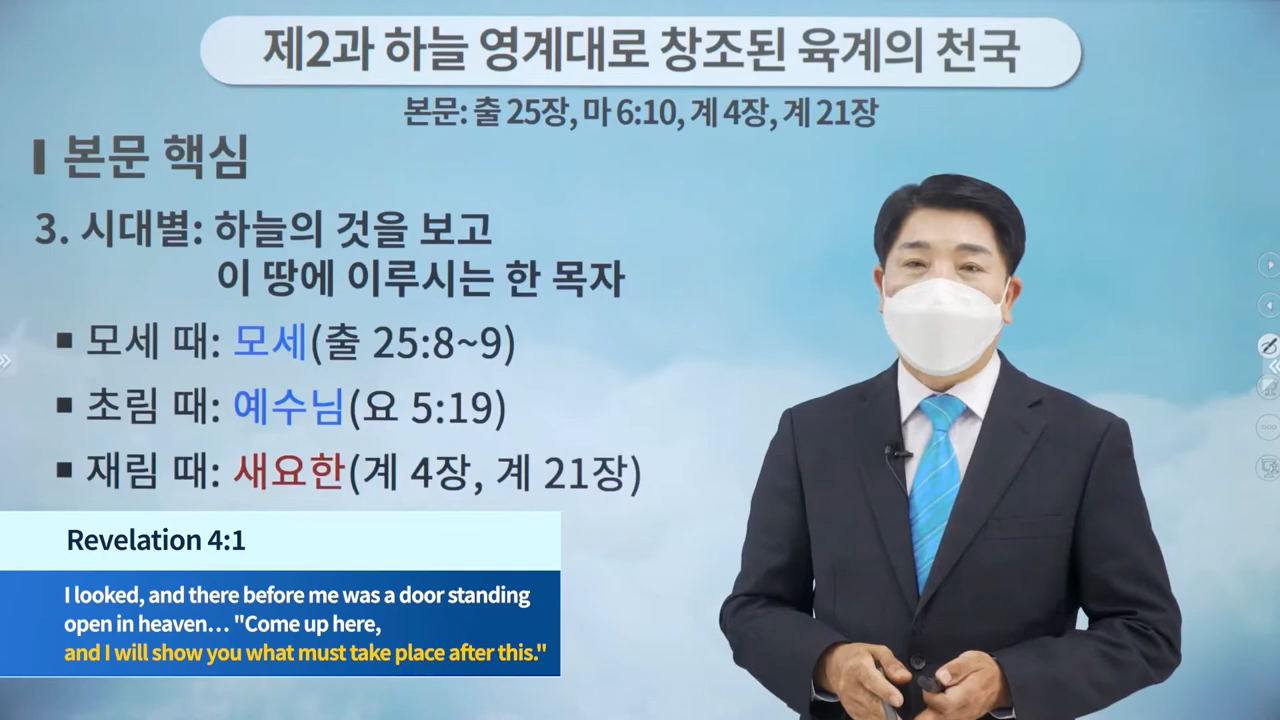 제2과 하늘 영계대로 창조된 육계의 천국
본문: 출 25장, 마 6:10, 계 4장, 계 21장
본문 핵심
3. 시대별: 하늘의 것을 보고
이 땅에 이루시는 한 목자
■ 모세 때: 모세(출 25:8~9)
■ 초림 때: 예수님(요 5:19)
■ 재림 때: 새요한(계 4장, 계 21장)
Revelation 4:1
I looked, and there before me was a door standing
open in heaven… "Come up here,
and I will show you what must take place after this."